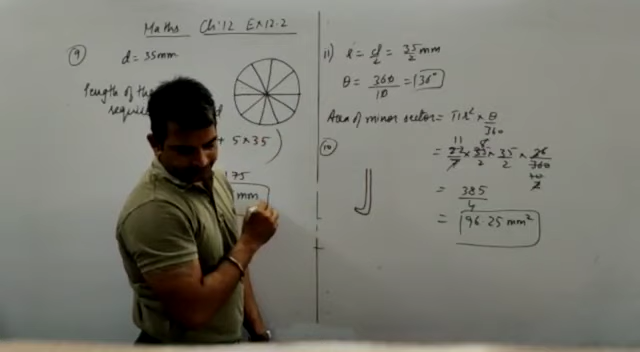 Maths Ch:12 Ex 12.2
9 d = 35mm
length of the
requi
+ 5 x 35 )
175
mm
ii) r = d/2 = 35/2 mm
θ = 360/10 = 36°
Area of minor sector = πr² x θ/360
= 22/7 x 35/2 x 35/2 x 36/360
= 385/4
= 96.25 mm²
10